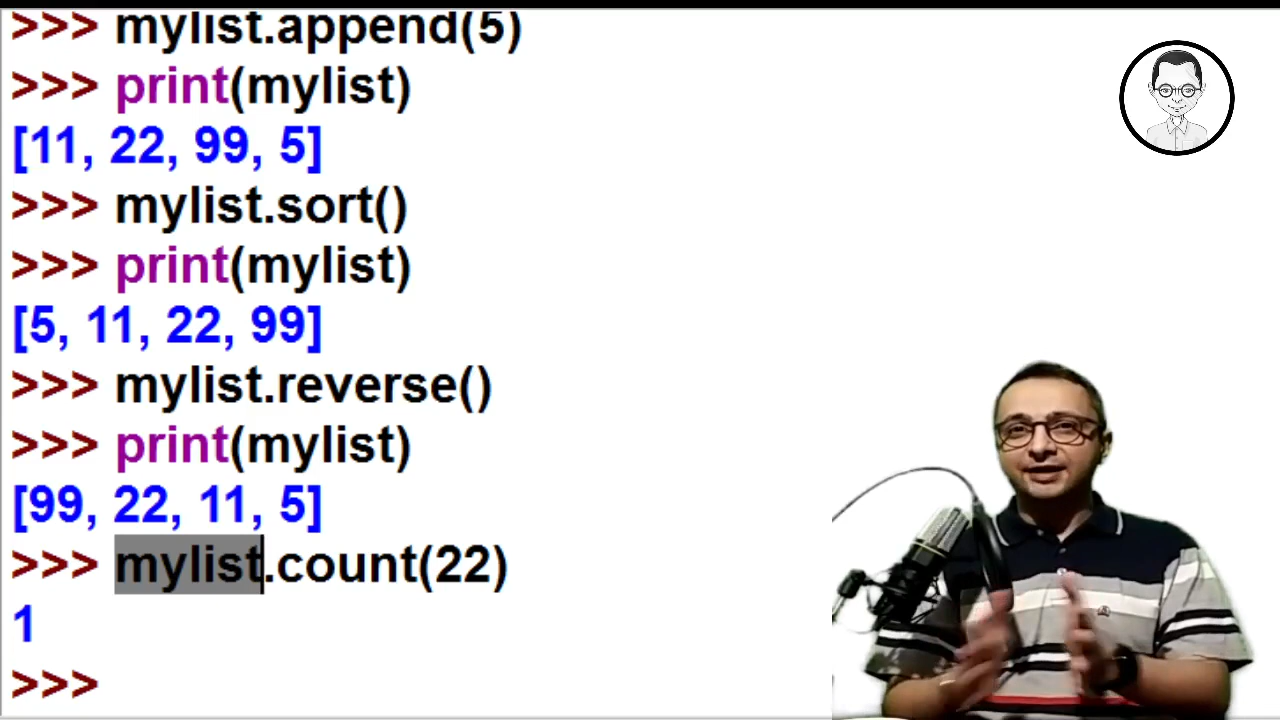 >>> mylist.append(5)
>>> print(mylist)
[11, 22, 99, 5]
>>> mylist.sort()
>>> print(mylist)
[5, 11, 22, 99]
>>> mylist.reverse()
>>> print(mylist)
[99, 22, 11, 5]
>>> mylist.count(22)
1
>>>